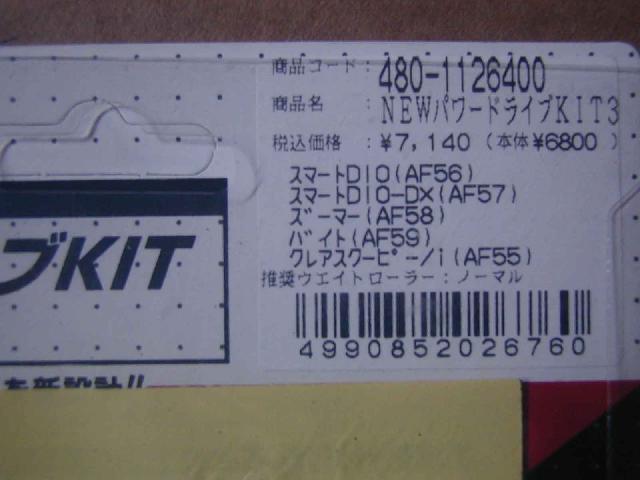 商品コード： 480-1126400
商品名 ： NEWパワードライブKIT3
税込価格 ：￥7,140 （本体￥6800 ）
スマートDIO(AF56)
スマートDIO-DX(AF57)
ズーマー(AF58)
バイト(AF59)
クレアスクーピー/i(AF55)
推奨ウエイトローラー：ノーマル
4990852026760
ブKIT
を新設計!!